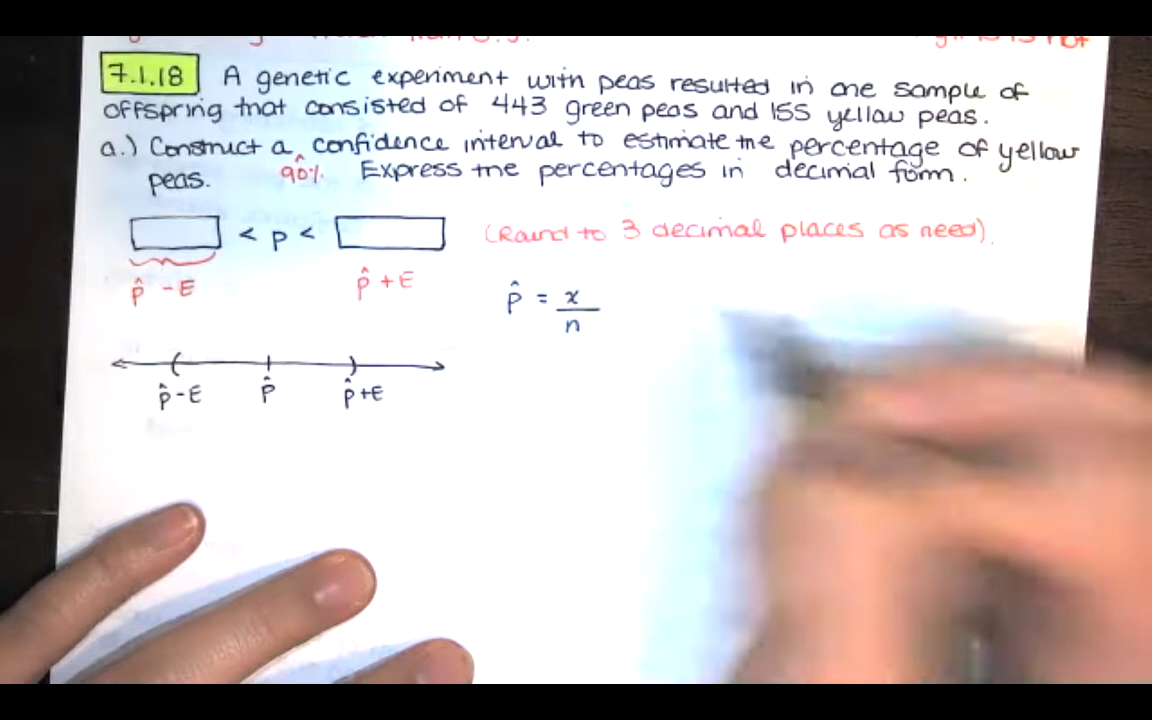 7.1.18 A genetic experiment with peas resulted in one sample of
offspring that consisted of 443 green peas and 155 yellow peas.
a.) Construct a ^ confidence interval to estimate the percentage of yellow
peas. 90% Express the percentages in decimal form.
< p < (Round to 3 decimal places as need).
p̂ - E p̂ + E
p̂ = x
n
p̂-E p̂ p̂+E